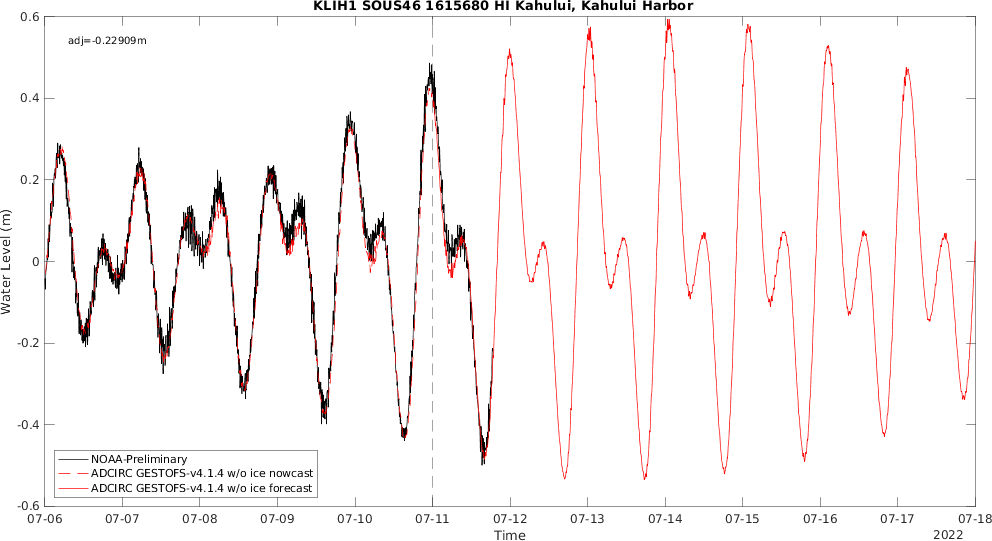 KLIH1 SOUS46 1615680 HI Kahului, Kahului Harbor
adj=-0.22909m
Water Level (m)
0.6
0.4
0.2
0
-0.2
-0.4
-0.6
NOAA-Preliminary
ADCIRC GESTOFS-v4.1.4 w/o ice nowcast
ADCIRC GESTOFS-v4.1.4 w/o ice forecast
07-06 07-07 07-08 07-09 07-10 07-11 07-12 07-13 07-14 07-15 07-16 07-17 07-18
Time
2022